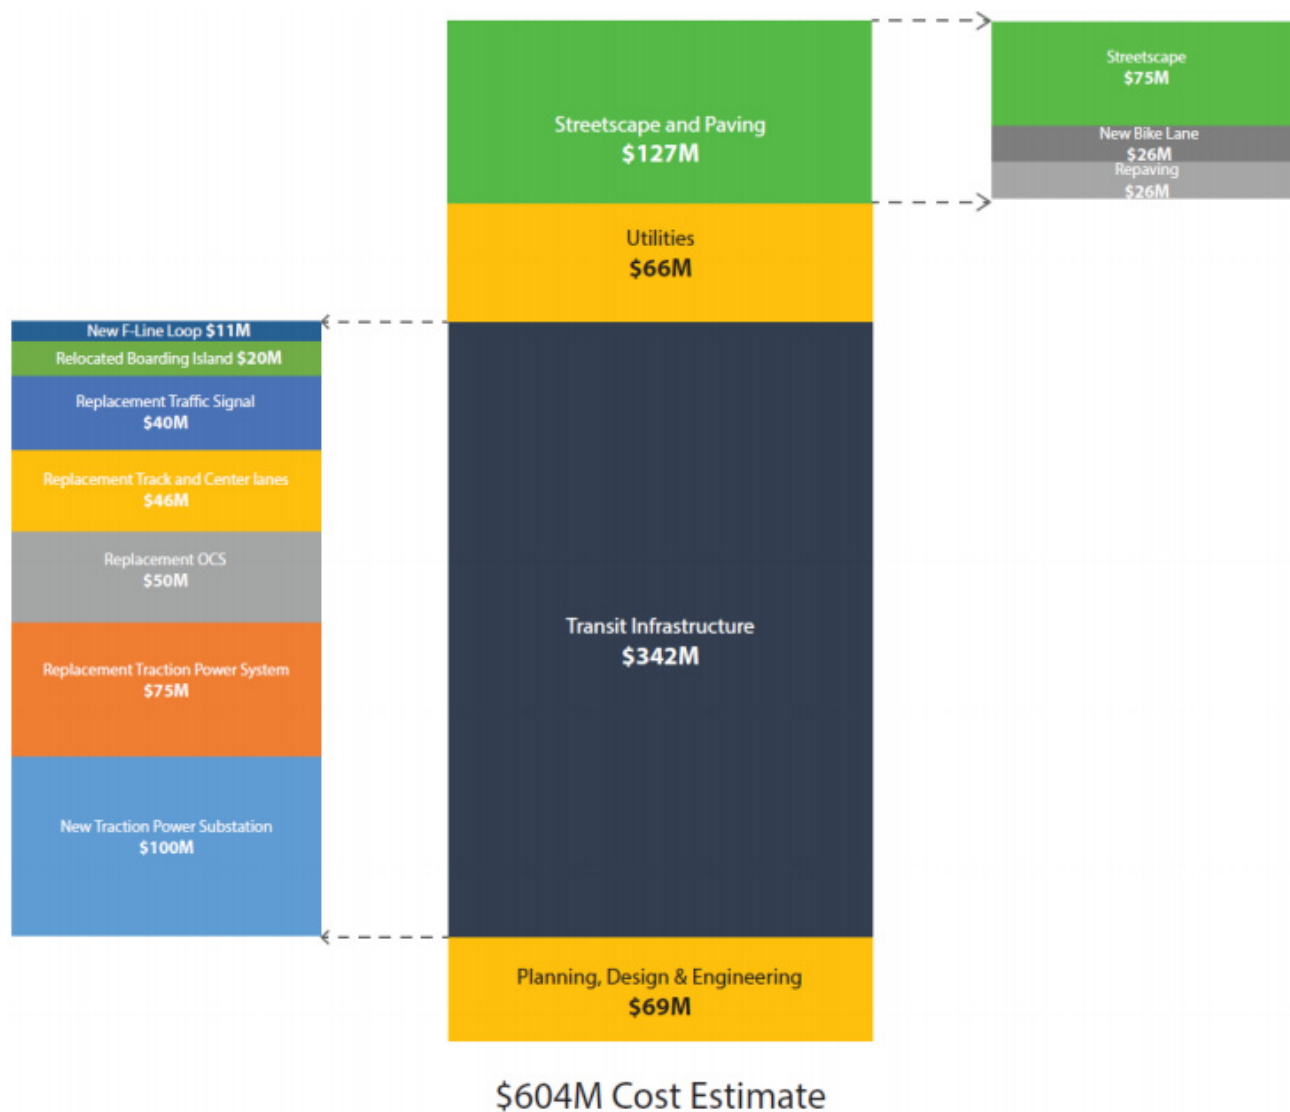 Streetscape and Paving
$127M
Utilities
$66M
Transit Infrastructure
$342M
Planning, Design & Engineering
$69M
Streetscape
$75M
New Bike Lane
$26M
Repaving
$26M
New F-Line Loop $11M
Relocated Boarding Island $20M
Replacement Traffic Signal
$40M
Replacement Track and Center lanes
$46M
Replacement OCS
$50M
Replacement Traction Power System
$75M
New Traction Power Substation
$100M
$604M Cost Estimate